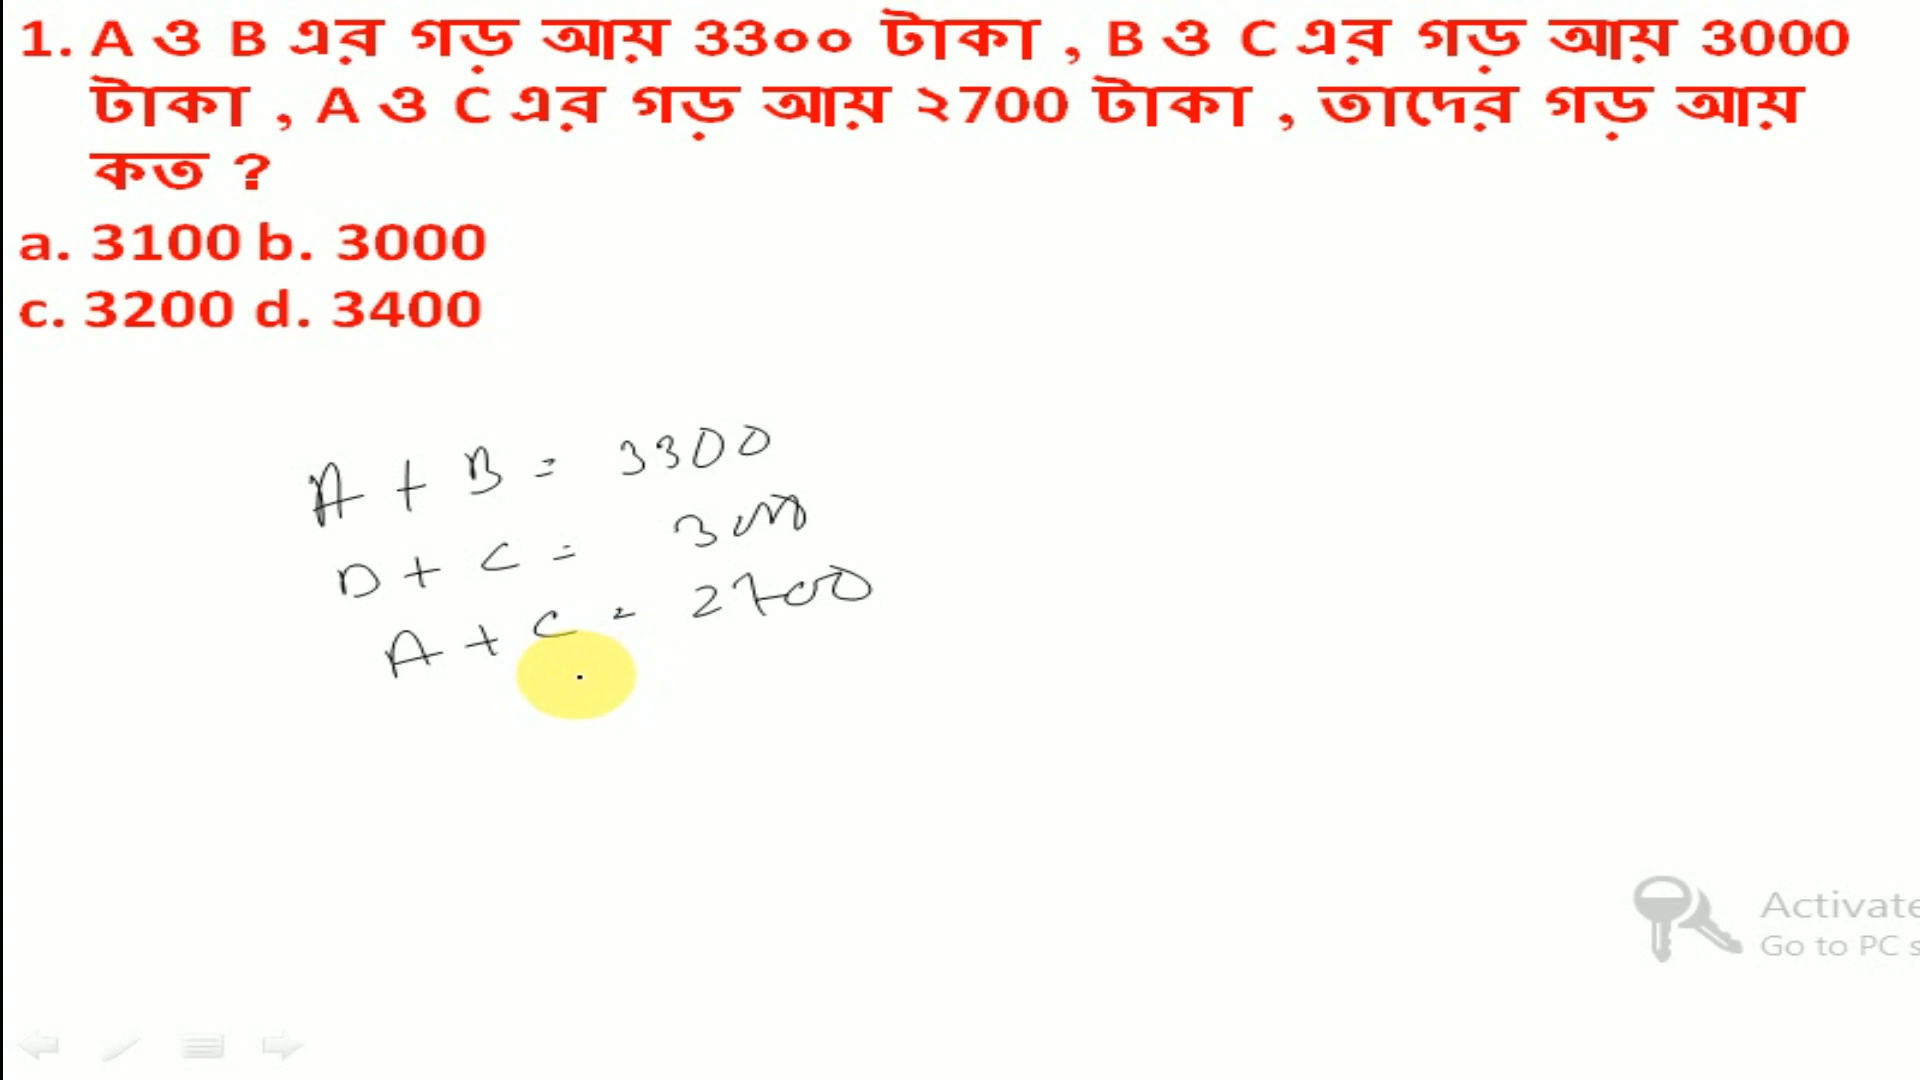 1. A ও B এর গড় আয় 33০০ টাকা , B ও C এর গড় আয় 3000
টাকা , A ও C এর গড় আয় ২700 টাকা , তাদের গড় আয়
কত ?
a. 3100 b. 3000
c. 3200 d. 3400
A + B = 3300
B + C = 3000
A + C = 2700
Activate
Go to PC s